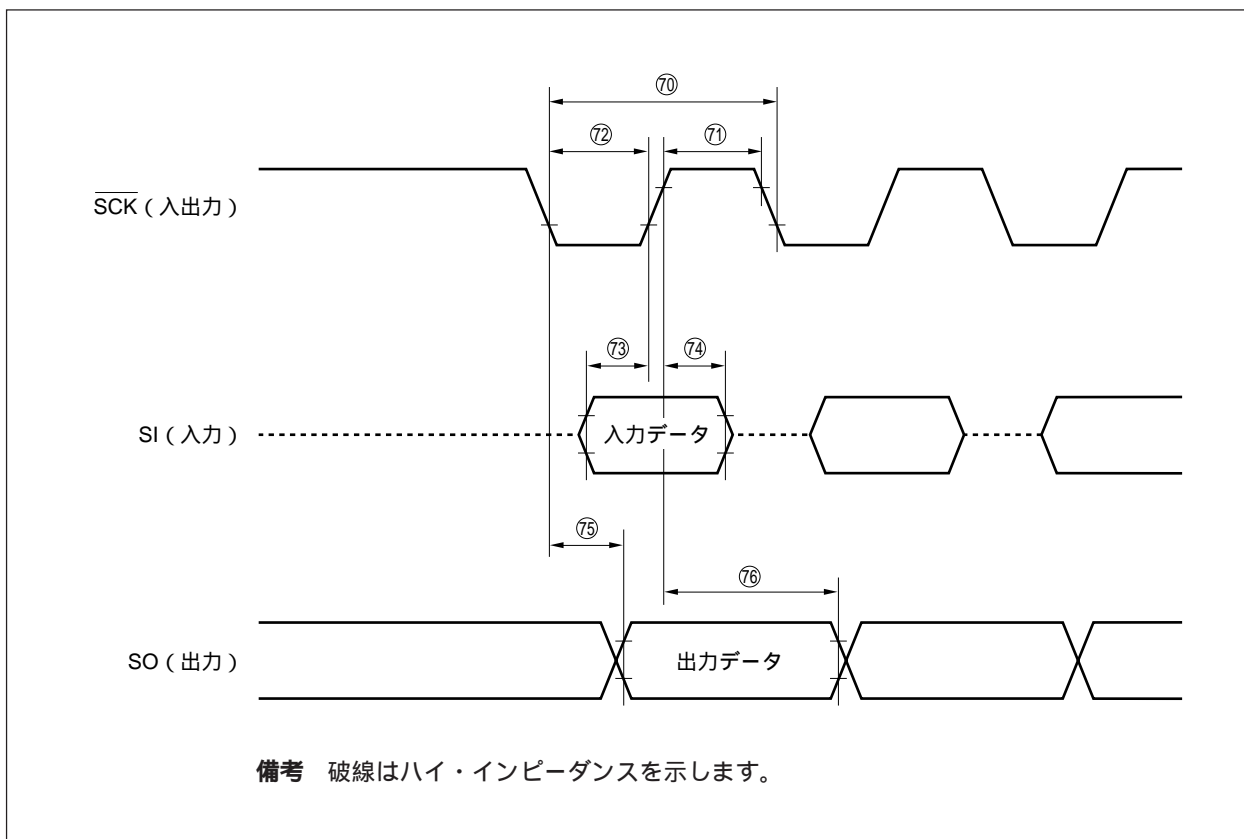 ⑦⓪
⑦② ⑦①
SCK（入出力）
⑦③ ⑦④
SI（入力） 入力データ
⑦⑤
⑦⑥
SO（出力） 出力データ
備考 破線はハイ・インピーダンスを示します。